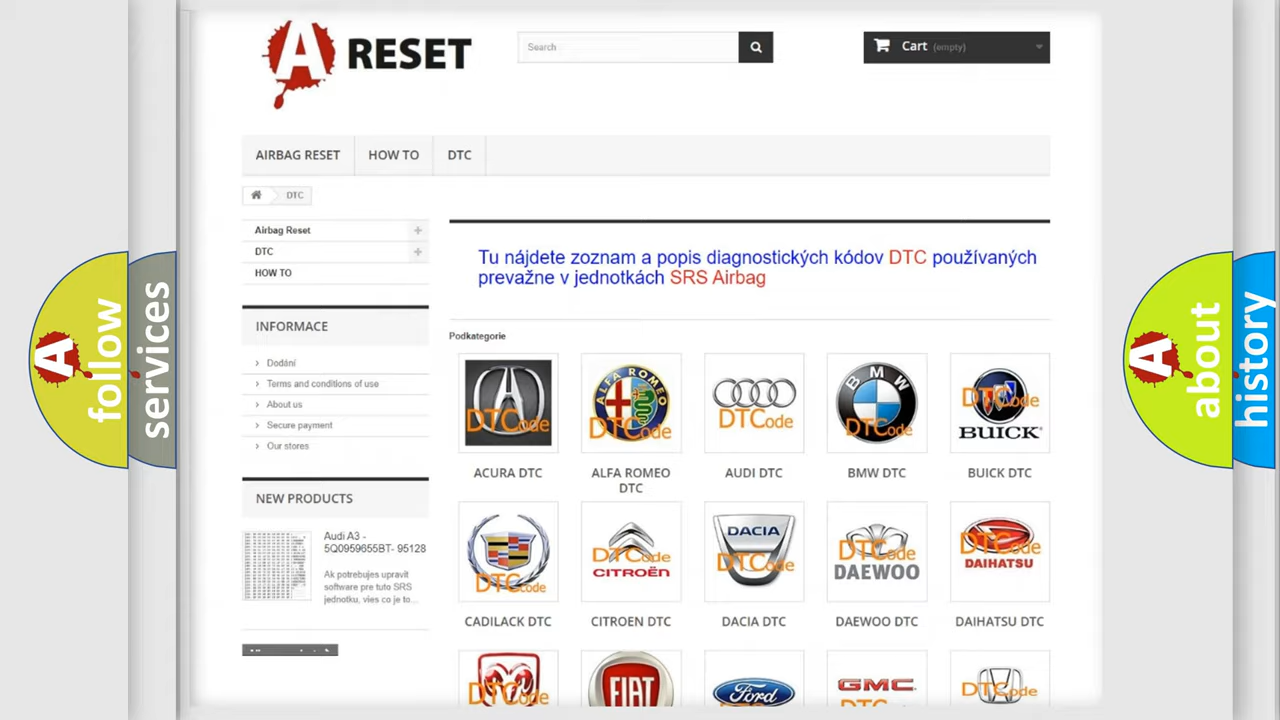 A RESET
Search
Cart (empty)
AIRBAG RESET
HOW TO
DTC
DTC
Airbag Reset
DTC
HOW TO
INFORMACE
Dodání
Terms and conditions of use
About us
Secure payment
Our stores
NEW PRODUCTS
Audi A3 -
5Q0959655BT- 95128
Ak potrebujes upravit
software pre tuto SRS
jednotku, vies co je to...
Tu nájdete zoznam a popis diagnostických kódov DTC používaných
prevažne v jednotkách SRS Airbag
Podkategorie
DTCode
ALFA ROMEO
DTCode
DTCode
BMW
DTCode
DTCode
BUICK
ACURA DTC
ALFA ROMEO
DTC
AUDI DTC
BMW DTC
BUICK DTC
DTCode
DTCode
CITROËN
DACIA
DTCode
DTCode
DAEWOO
DTCode
DAIHATSU
CADILACK DTC
CITROEN DTC
DACIA DTC
DAEWOO DTC
DAIHATSU DTC
DTCode
FIAT
Ford
GMC
DTCode
A follow
services
A about
history